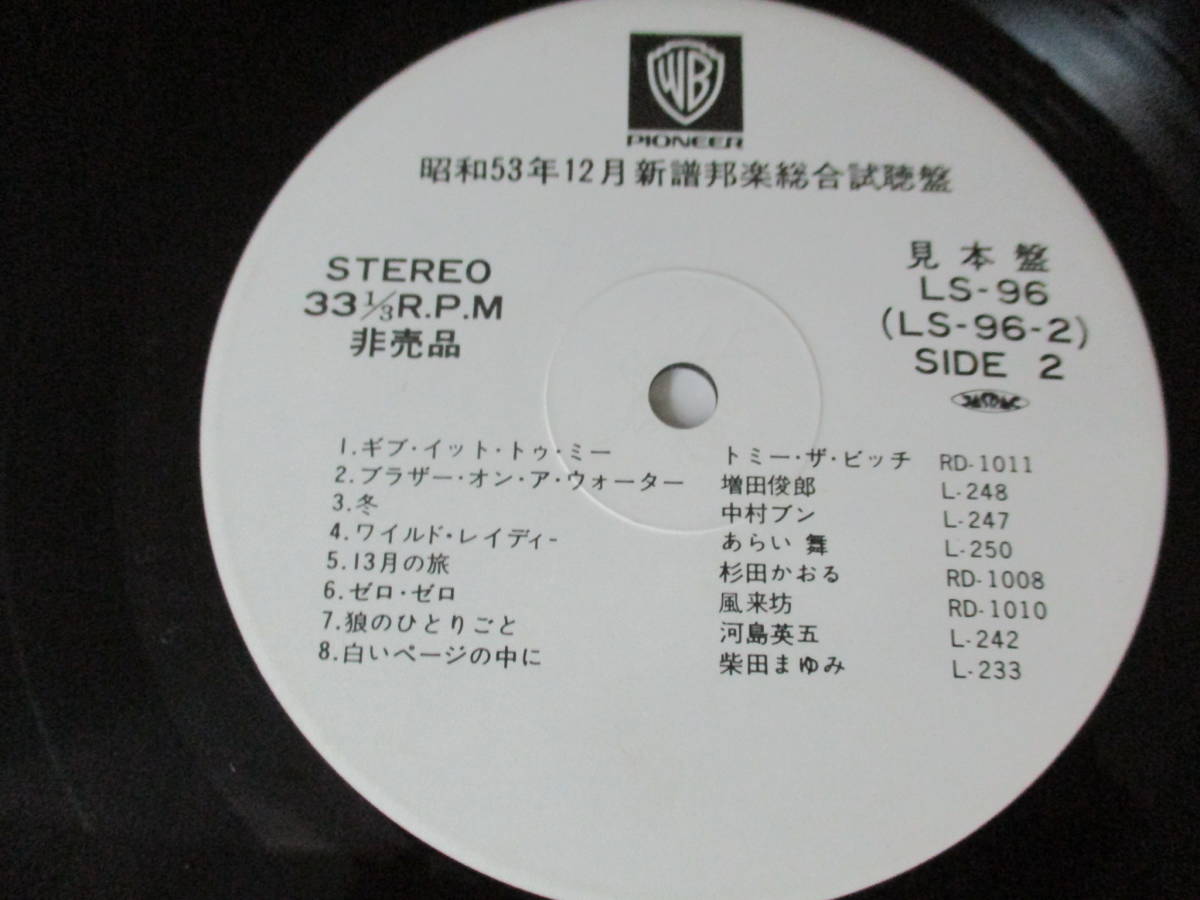 WB
PIONEER
昭和53年12月新譜邦楽総合試聴盤
STEREO
33 1/3 R.P.M
非売品
見本盤
LS-96
(LS-96-2)
SIDE 2
1.ギブ・イット・トゥ・ミー トミー・ザ・ビッチ RD-1011
2.ブラザー・オン・ア・ウォーター 増田俊郎 L-248
3.冬 中村ブン L-247
4.ワイルド・レイディー あらい 舞 L-250
5.13月の旅 杉田かおる RD-1008
6.ゼロ・ゼロ 風来坊 RD-1010
7.狼のひとりごと 河島英五 L-242
8.白いページの中に 柴田まゆみ L-233